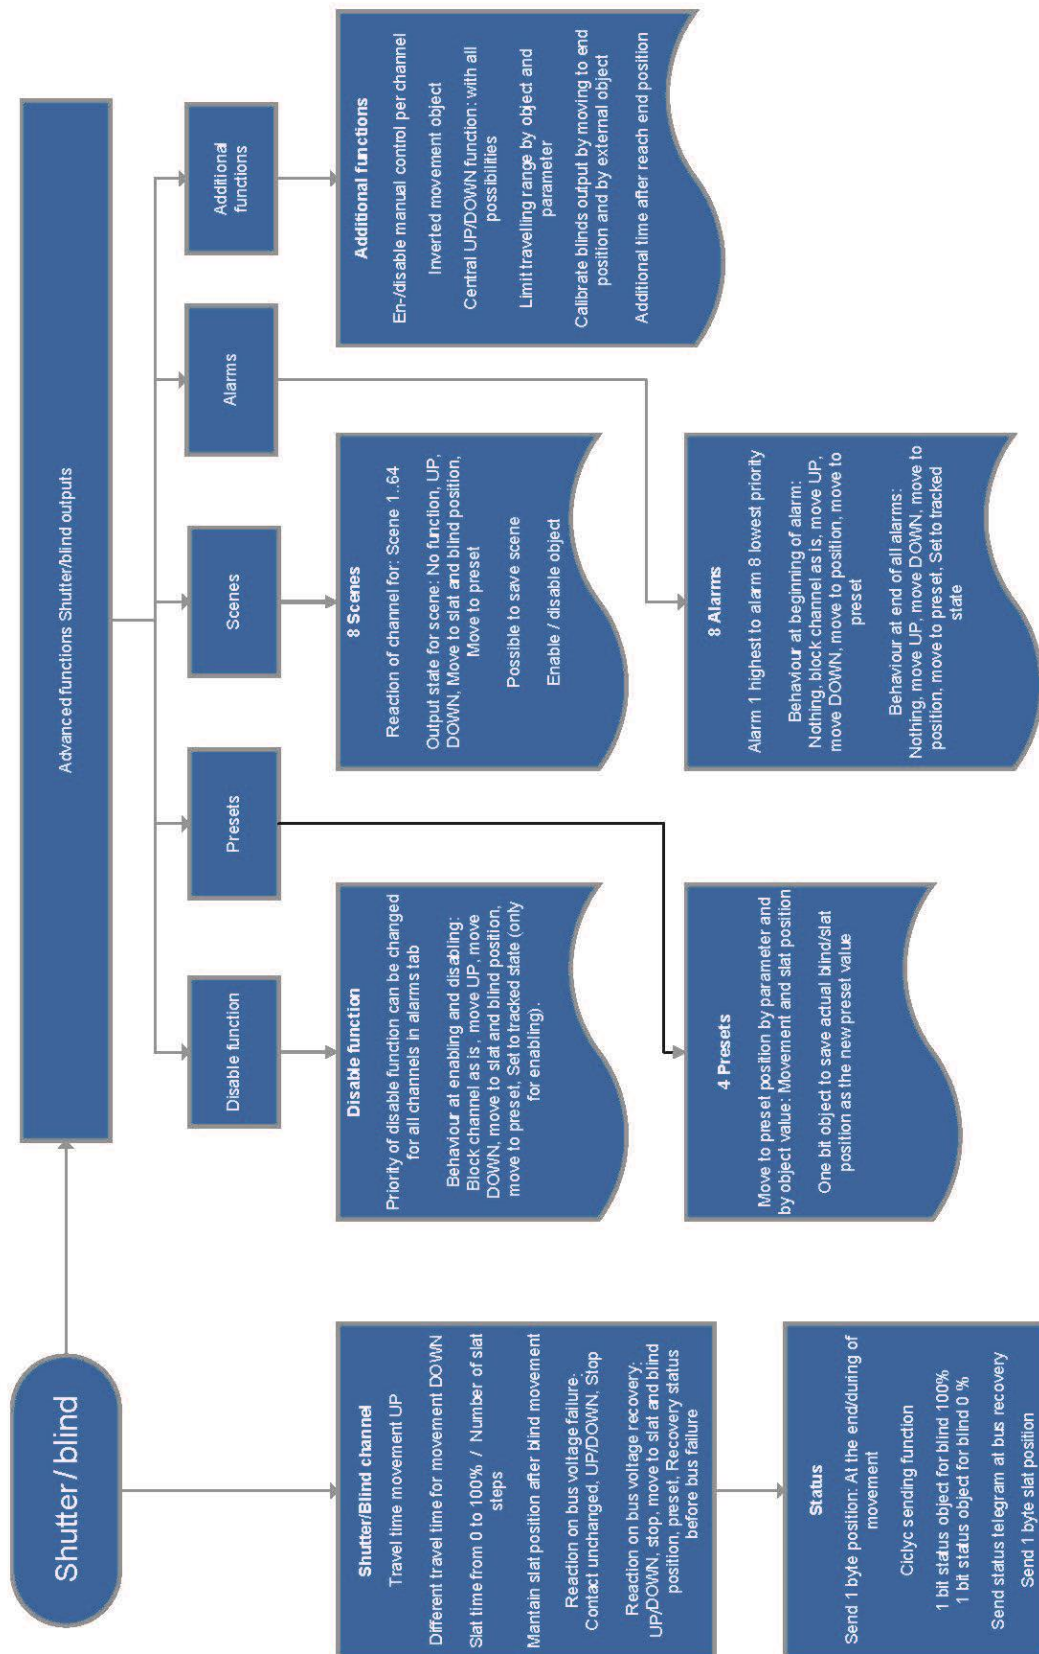 Shutter / blind
Advanced functions Shutter/blind outputs
Disable function
Presets
Scenes
Alarms
Additional
functions
Shutter/Blind channel
Travel time movement UP
Different travel time for movement DOWN
Slat time from 0 to 100% / Number of slat
steps
Mantain slat position after blind movement
Reaction on bus voltage failure:
Contact unchanged, UP/DOWN, Stop
Reaction on bus voltage recovery:
UP/DOWN, stop, move to slat and blind
position, preset, Recovery status
before bus failure
Disable function
Priority of disable function can be changed
for all channels in alarms tab
Behaviour at enabling and disabling:
Block channel as is , move UP, move
DOWN, move to slat and blind position,
move to preset, Set to tracked state (only
for enabling).
8 Scenes
Reaction of channel for: Scene 1..64
Output state for scene: No function, UP,
DOWN, Move to slat and blind position,
Move to preset
Possible to save scene
Enable / disable object
Additional functions
En-/disable manual control per channel
Inverted movement object
Central UP/DOWN function: with all
possibilities
Limit travelling range by object and
parameter
Calibrate blinds output by moving to end
position and by external object
Additional time after reach end position
Status
Send 1 byte position: At the end/during of
movement
Ciclyc sending function
1 bit status object for blind 100%
1 bit status object for blind 0 %
Send status telegram at bus recovery
Send 1 byte slat position
4 Presets
Move to preset position by parameter and
by object value: Movement and slat position
One bit object to save actual blind/slat
position as the new preset value
8 Alarms
Alarm 1 highest to alarm 8 lowest priority
Behaviour at beginning of alarm:
Nothing, block channel as is, move UP,
move DOWN, move to position, move to
preset
Behaviour at end of all alarms:
Nothing, move UP, move DOWN, move to
position, move to preset, Set to tracked
state